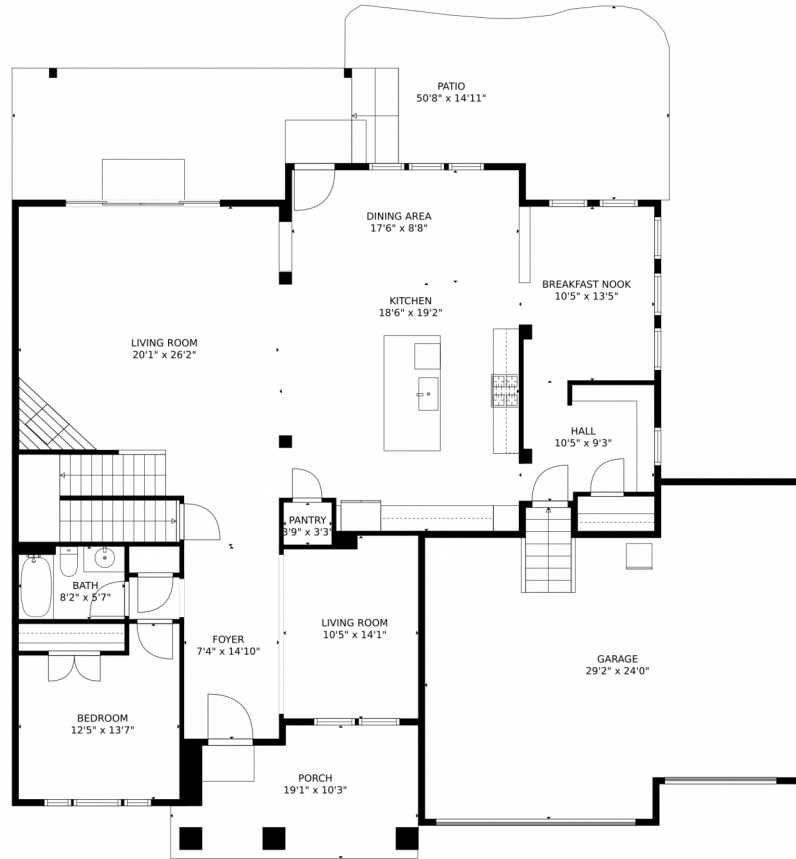 PATIO
50'8" x 14'11"
DINING AREA
17'6" x 8'8"
BREAKFAST NOOK
10'5" x 13'5"
KITCHEN
18'6" x 19'2"
LIVING ROOM
20'1" x 26'2"
HALL
10'5" x 9'3"
PANTRY
3'9" x 3'3"
BATH
8'2" x 5'7"
LIVING ROOM
10'5" x 14'1"
FOYER
7'4" x 14'10"
GARAGE
29'2" x 24'0"
BEDROOM
12'5" x 13'7"
PORCH
19'1" x 10'3"